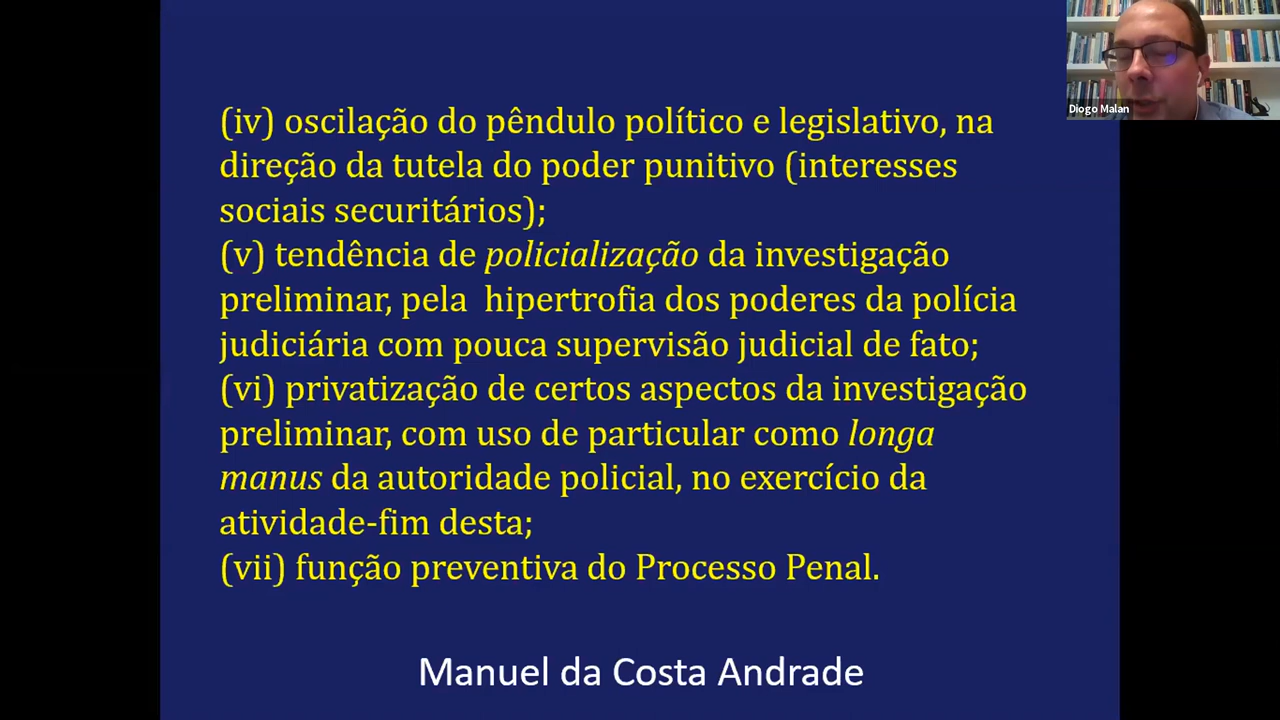 (iv) oscilação do pêndulo político e legislativo, na
direção da tutela do poder punitivo (interesses
sociais securitários);
(v) tendência de policialização da investigação
preliminar, pela hipertrofia dos poderes da polícia
judiciária com pouca supervisão judicial de fato;
(vi) privatização de certos aspectos da investigação
preliminar, com uso de particular como longa
manus da autoridade policial, no exercício da
atividade-fim desta;
(vii) função preventiva do Processo Penal.
Manuel da Costa Andrade
Diogo Malan